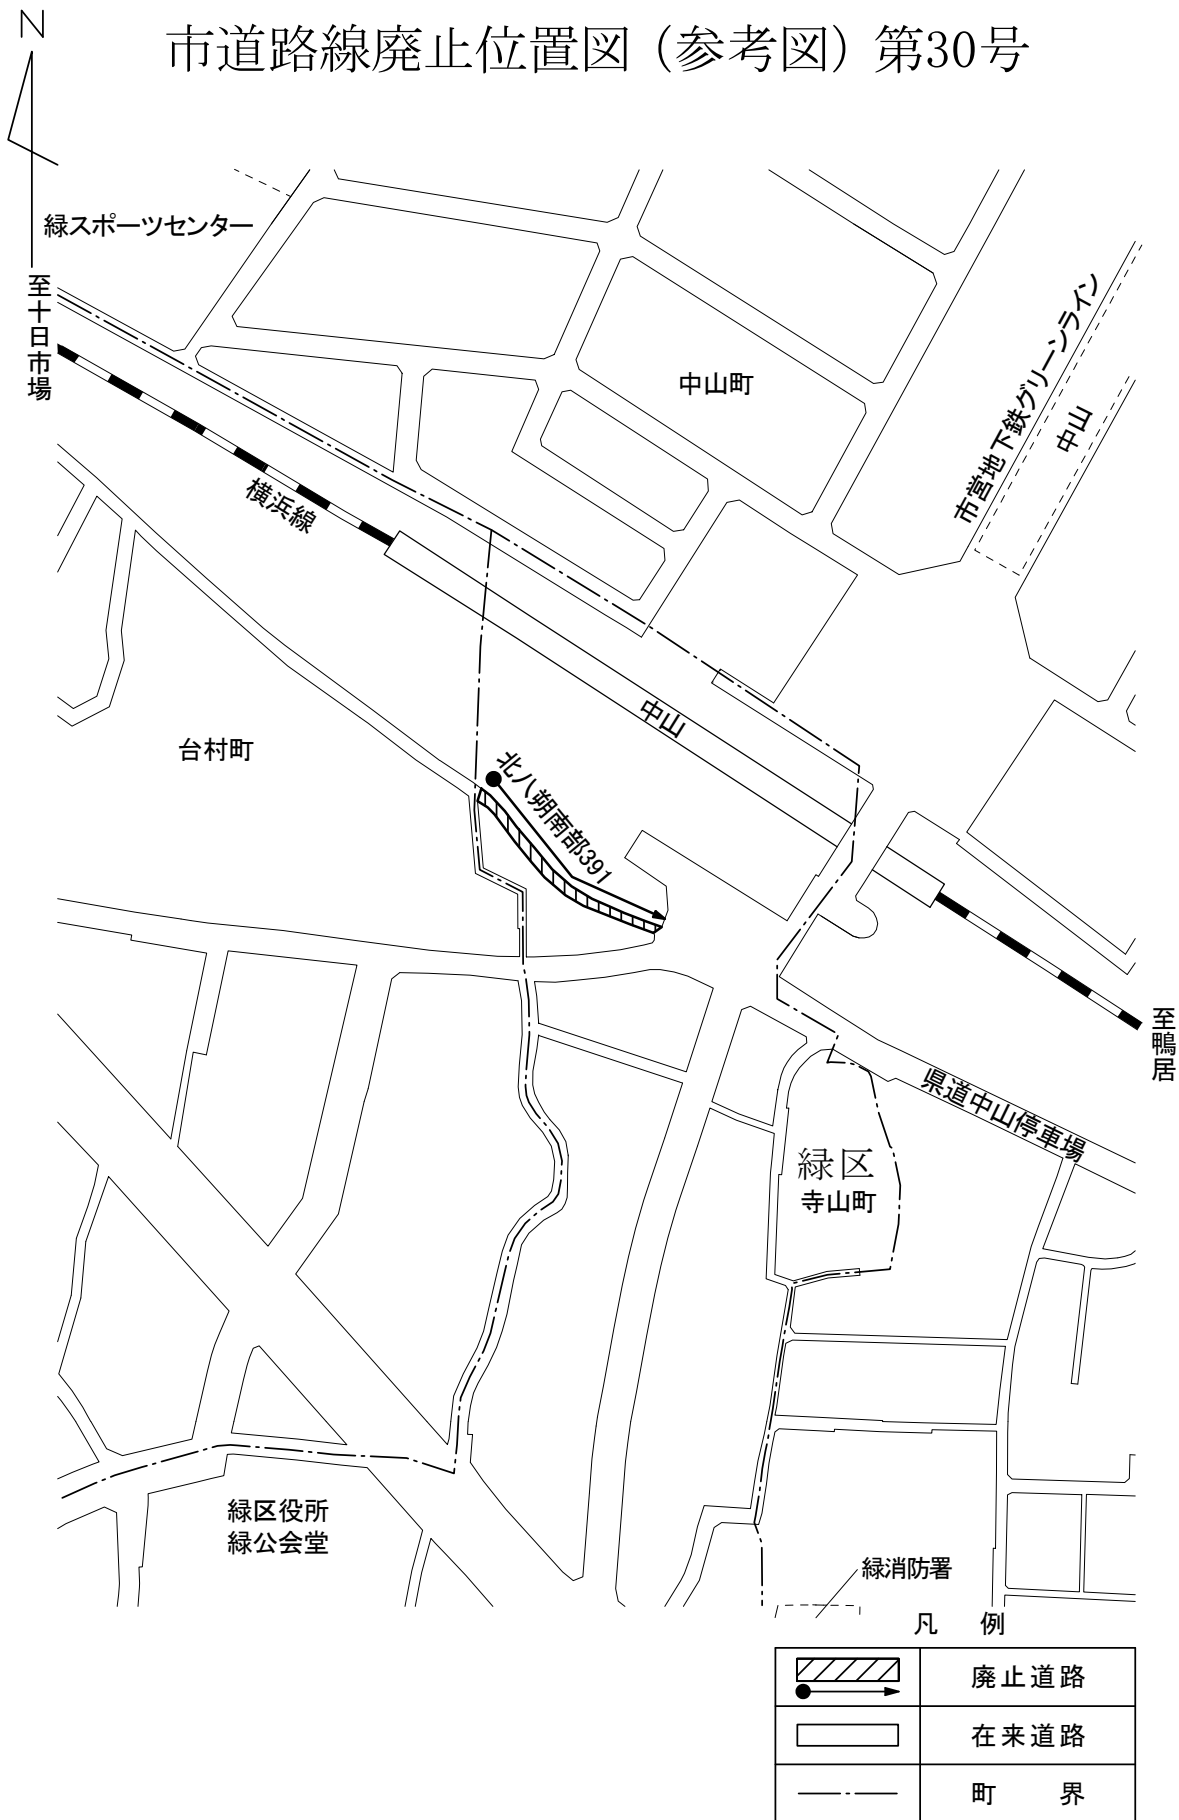 N
市道路線廃止位置図（参考図）第30号
緑スポーツセンター
至十日市場
市営地下鉄グリーンライン
中山
中山町
横浜線
中山
台村町
北八朔南部391
至鴨居
県道中山停車場
緑区
寺山町
緑区役所
緑公会堂
緑消防署
凡　例
廃止道路
在来道路
町　界